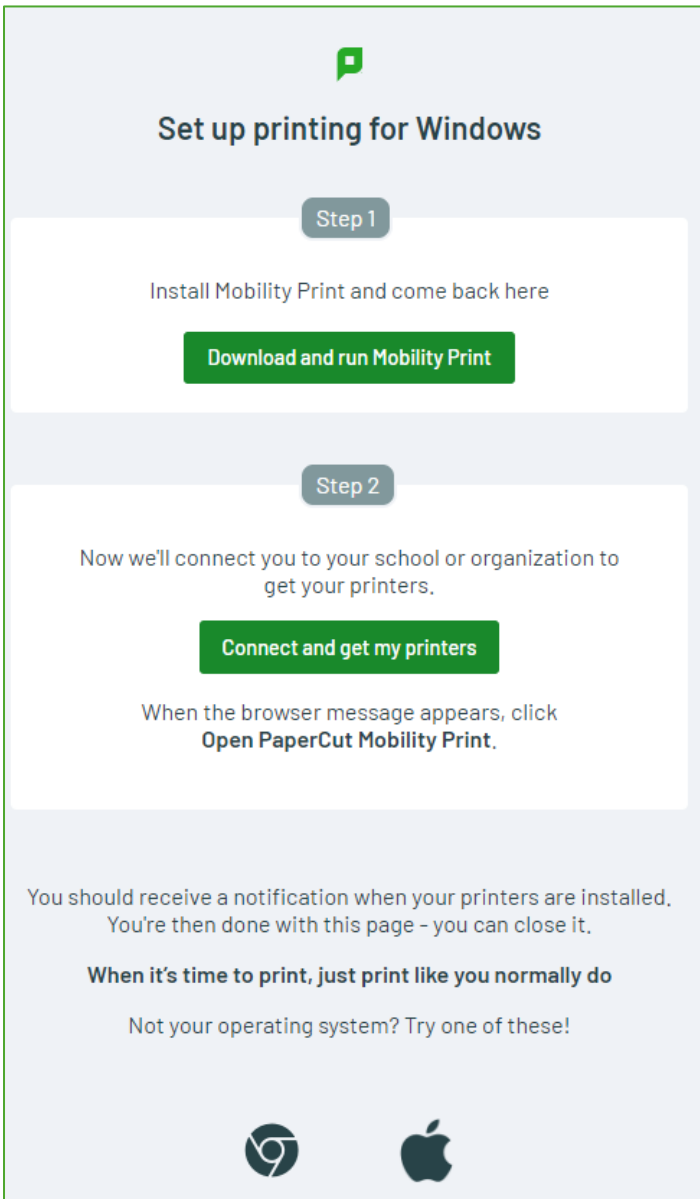 Set up printing for Windows
Step 1
Install Mobility Print and come back here
Download and run Mobility Print
Step 2
Now we'll connect you to your school or organization to
get your printers.
Connect and get my printers
When the browser message appears, click
Open PaperCut Mobility Print.
You should receive a notification when your printers are installed.
You're then done with this page - you can close it.
When it's time to print, just print like you normally do
Not your operating system? Try one of these!